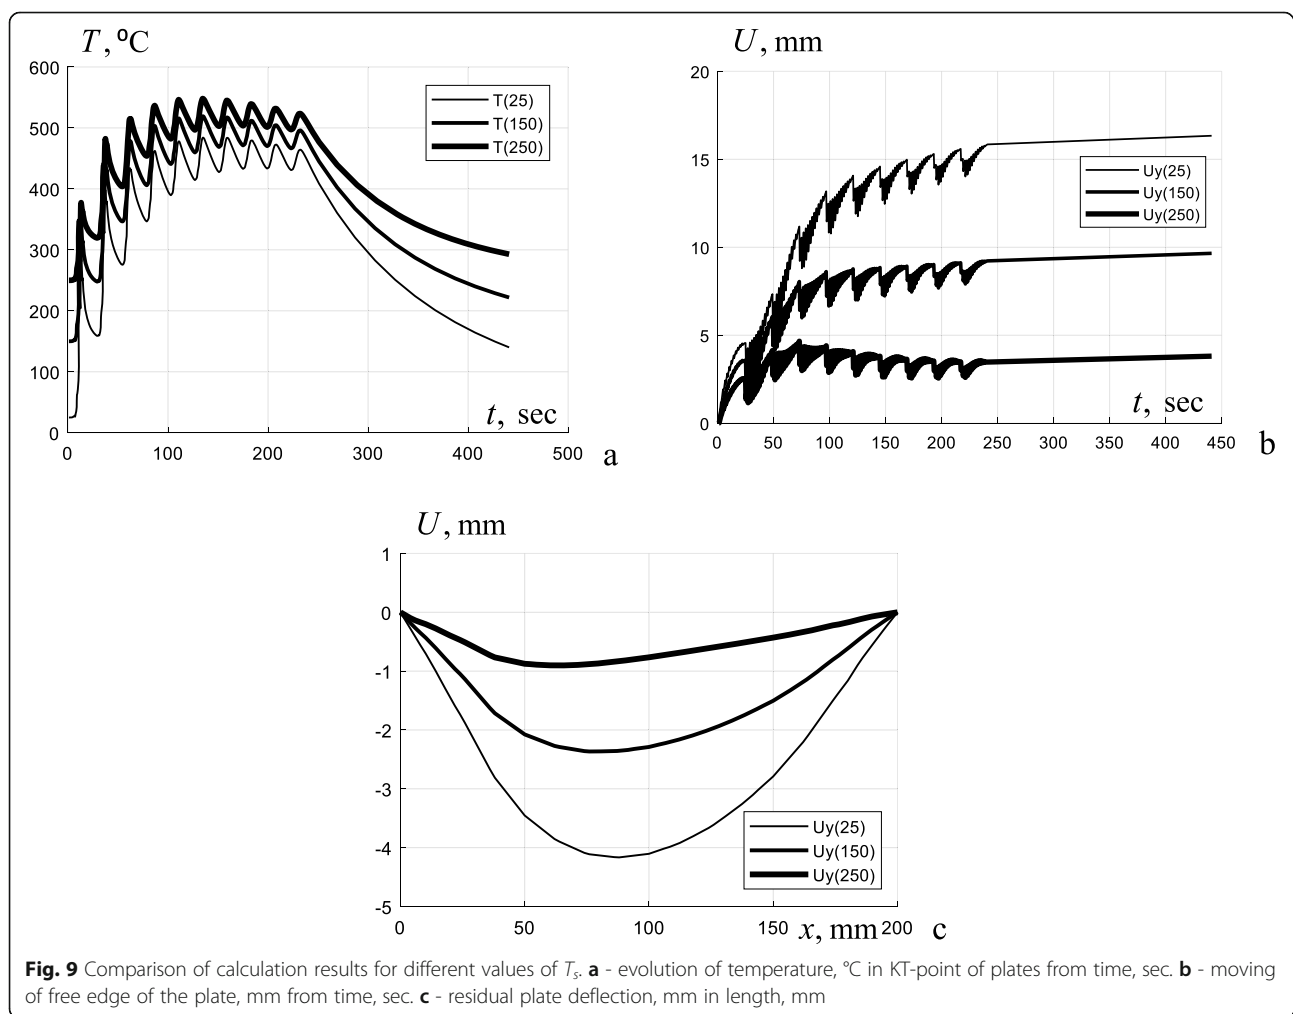 T, ºC
600
500
400
300
200
100
0
0 100 200 300 400 500
T(25)
T(150)
T(250)
t, sec
a
U, mm
20
15
10
5
0
0 50 100 150 200 250 300 350 400 450
Uy(25)
Uy(150)
Uy(250)
t, sec
b
U, mm
1
0
-1
-2
-3
-4
-5
0 50 100 150 x, mm 200
Uy(25)
Uy(150)
Uy(250)
c
Fig. 9 Comparison of calculation results for different values of Ts. a - evolution of temperature, °C in KT-point of plates from time, sec. b - moving
of free edge of the plate, mm from time, sec. c - residual plate deflection, mm in length, mm